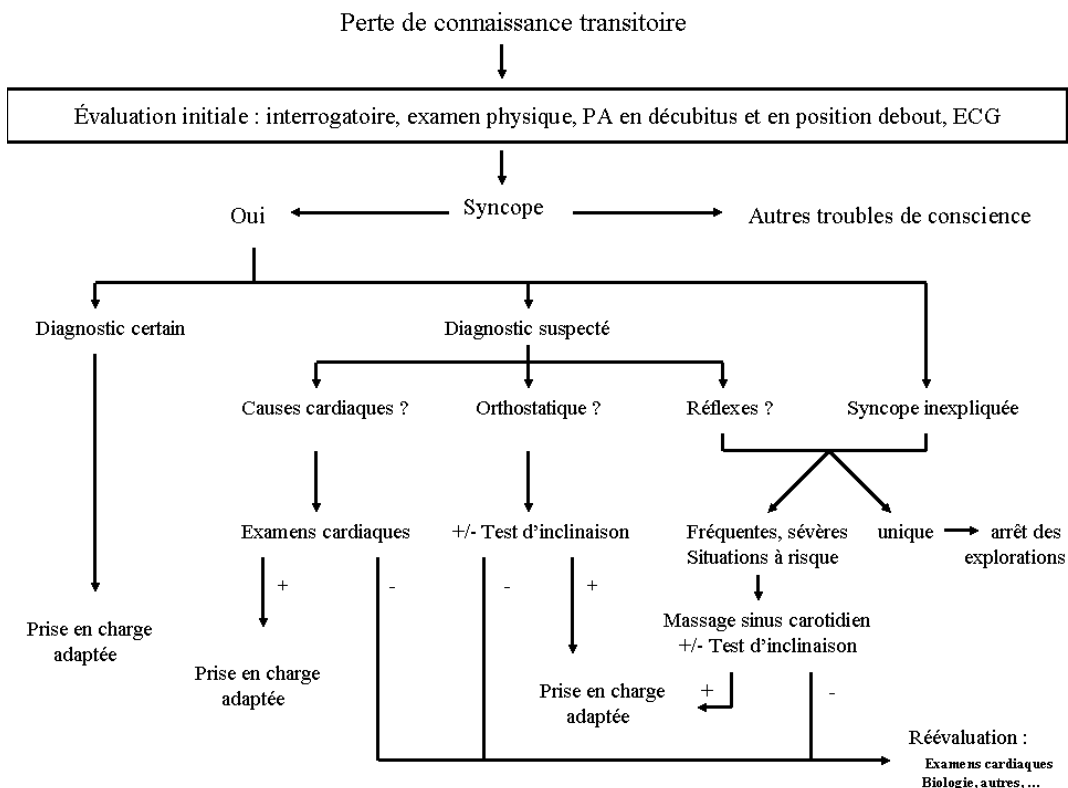 Perte de connaissance transitoire
Évaluation initiale : interrogatoire, examen physique, PA en décubitus et en position debout, ECG
Oui
Syncope
Autres troubles de conscience
Diagnostic certain
Diagnostic suspecté
Causes cardiaques ?
Orthostatique ?
Réflexes ?
Syncope inexpliquée
Examens cardiaques
+/- Test d’inclinaison
Fréquentes, sévères
Situations à risque
unique
arrêt des
explorations
+
-
-
+
Massage sinus carotidien
+/- Test d’inclinaison
Prise en charge
adaptée
Prise en charge
adaptée
Prise en charge
adaptée
+
-
Réévaluation :
Examens cardiaques
Biologie, autres, ...